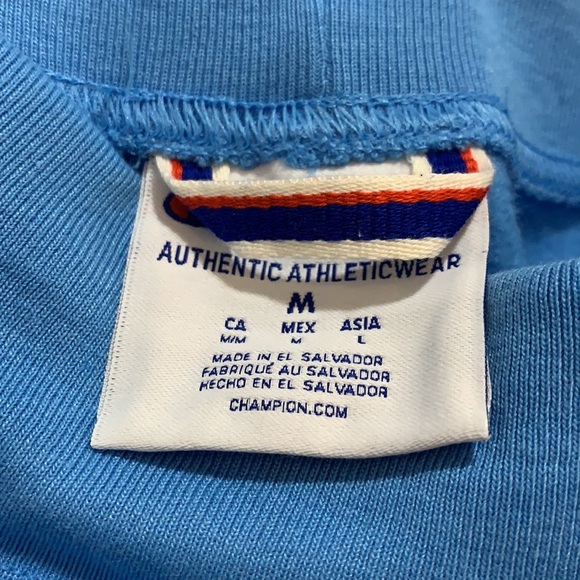 AUTHENTIC ATHLETICWEAR
M
CA MEX ASIA
M/M M L
MADE IN EL SALVADOR
FABRIQUÉ AU SALVADOR
HECHO EN EL SALVADOR
CHAMPION.COM